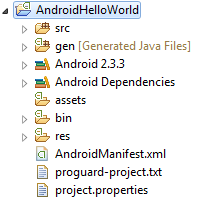 AndroidHelloWorld
src
gen [Generated Java Files]
Android 2.3.3
Android Dependencies
assets
bin
res
AndroidManifest.xml
proguard-project.txt
project.properties